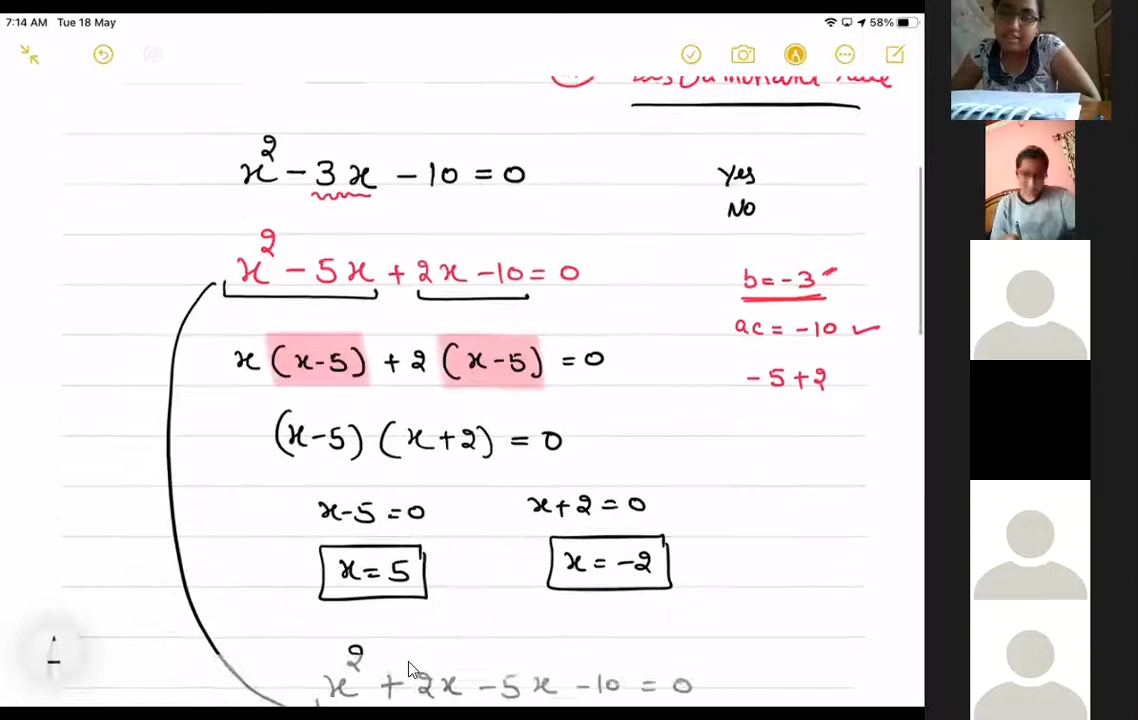 7:14 AM Tue 18 May
58%
x² - 3x - 10 = 0
Yes
No
x² - 5x + 2x - 10 = 0
b = -3
ac = -10 ✓
x (x-5) + 2 (x-5) = 0
-5+2
(x-5) (x+2) = 0
x-5 = 0
x+2 = 0
x = 5
x = -2
x² + 2x - 5x - 10 = 0